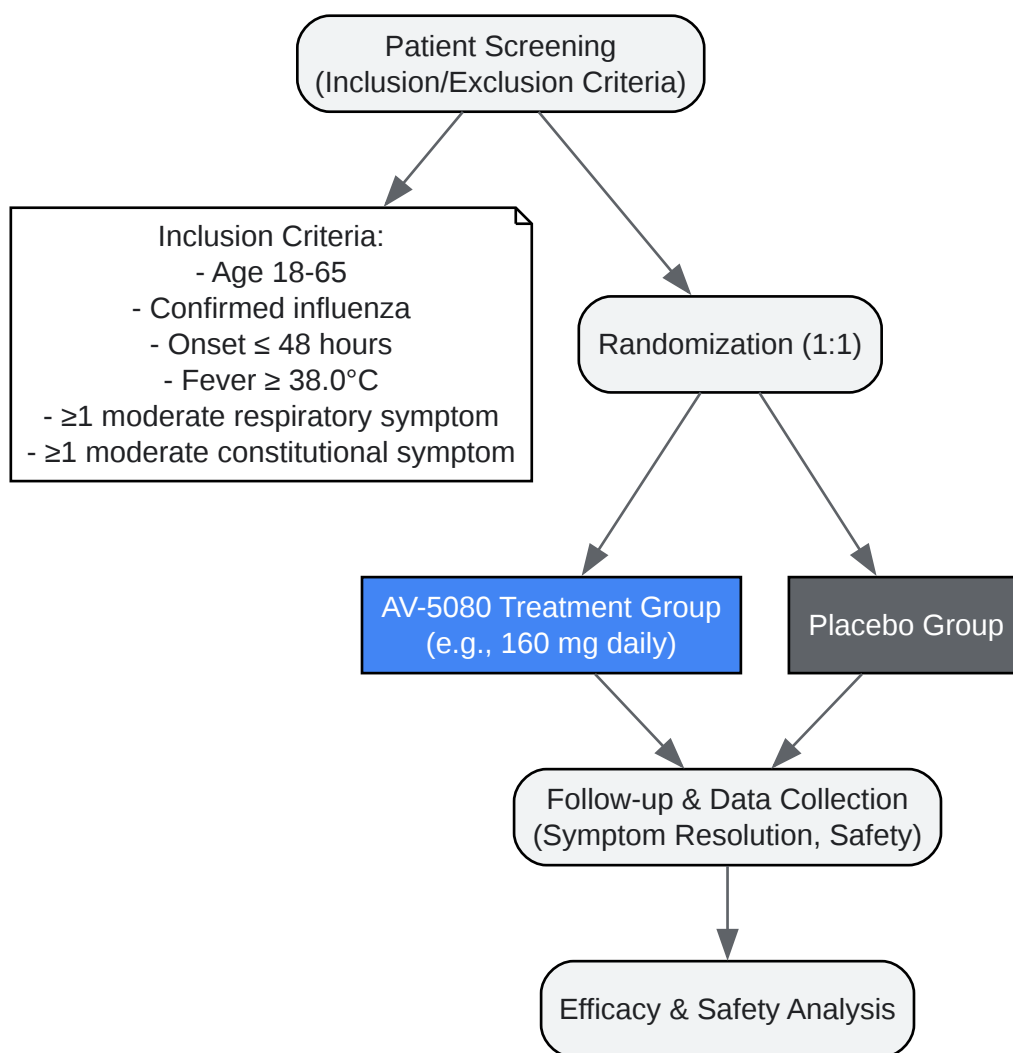 Patient Screening
(Inclusion/Exclusion Criteria)
Inclusion Criteria:
- Age 18-65
- Confirmed influenza
- Onset ≤ 48 hours
- Fever ≥ 38.0°C
- ≥1 moderate respiratory symptom
- ≥1 moderate constitutional symptom
Randomization (1:1)
AV-5080 Treatment Group
(e.g., 160 mg daily)
Placebo Group
Follow-up & Data Collection
(Symptom Resolution, Safety)
Efficacy & Safety Analysis